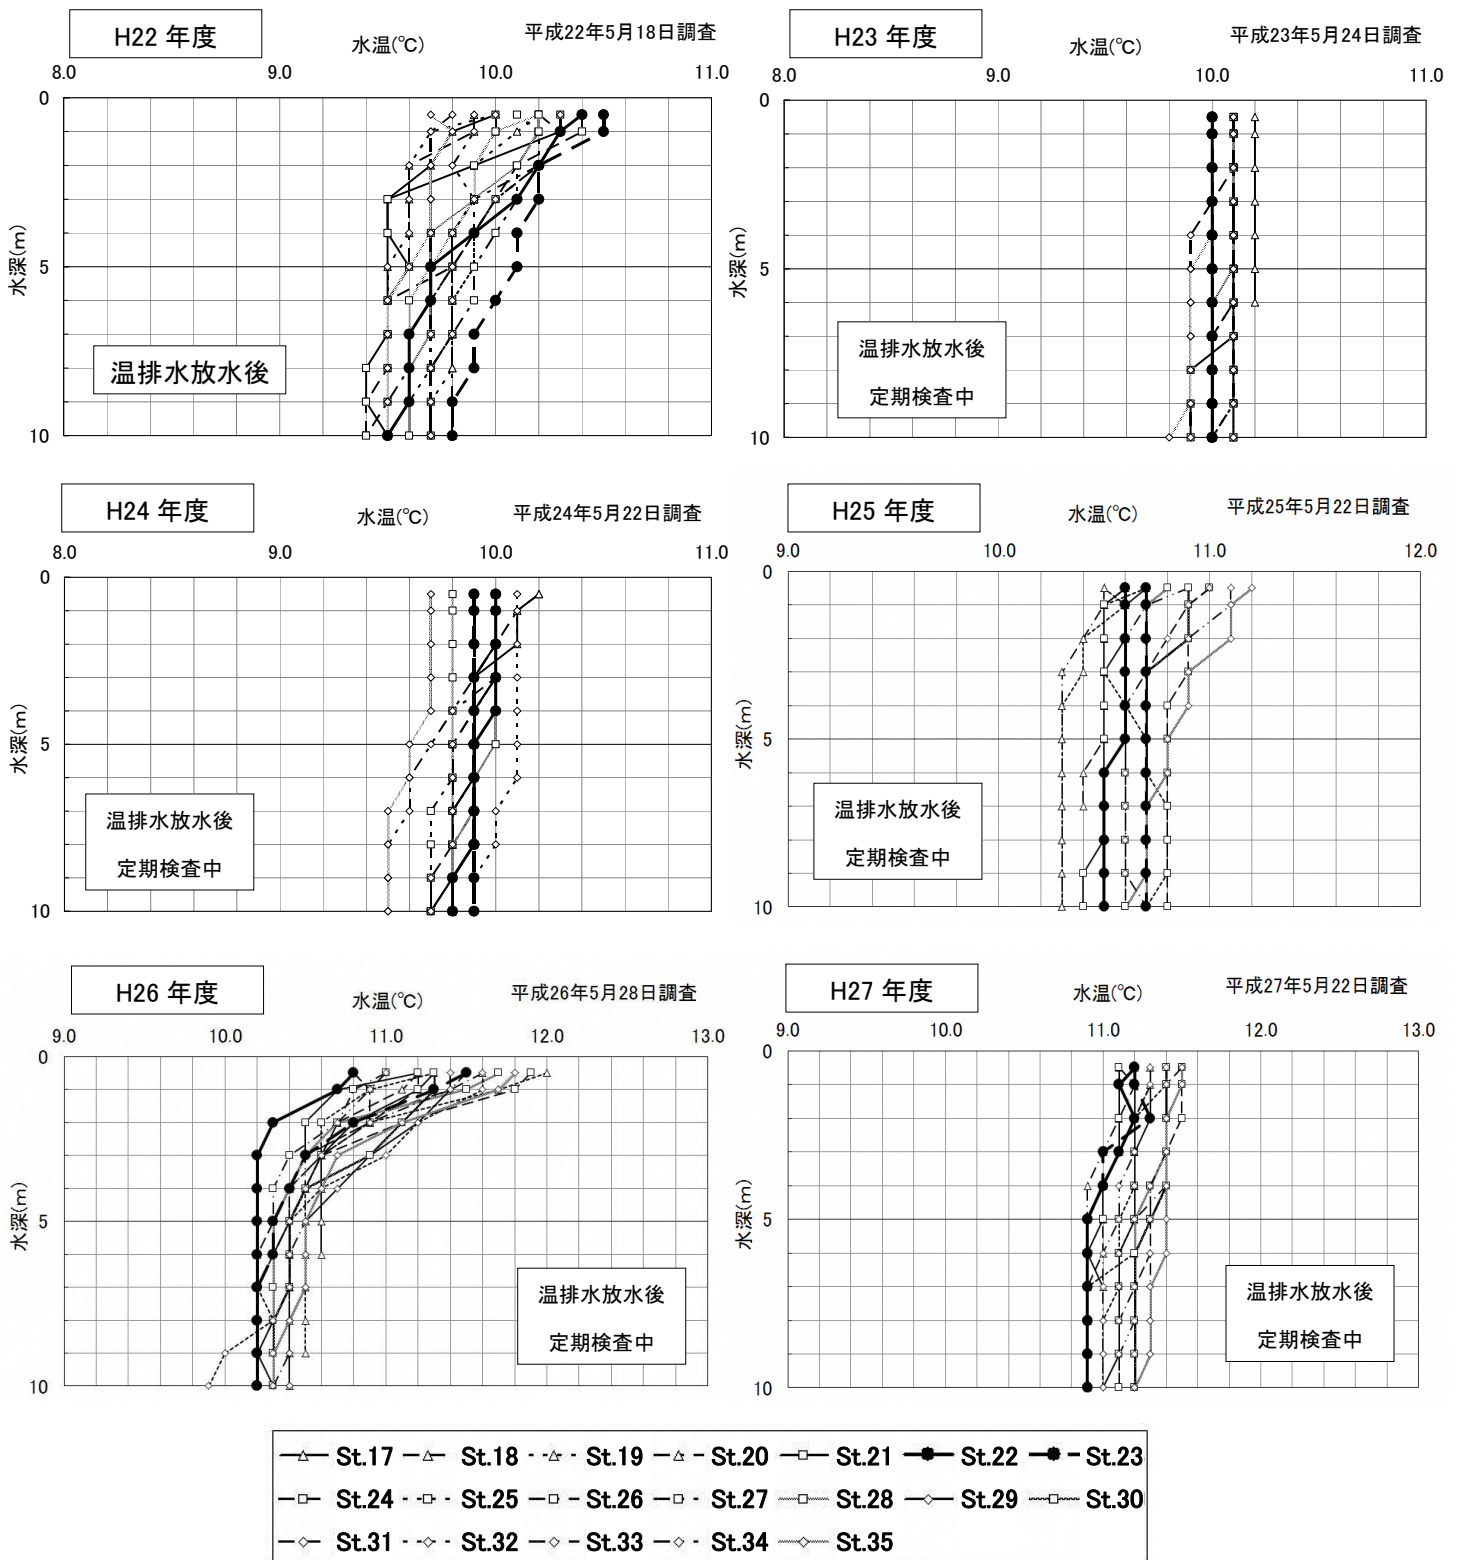 H22 年度
水温(℃)
平成22年5月18日調査
8.0 9.0 10.0 11.0
0
5
10
水深(m)
温排水放水後
H23 年度
水温(℃)
平成23年5月24日調査
8.0 9.0 10.0 11.0
0
5
10
水深(m)
温排水放水後
定期検査中
H24 年度
水温(℃)
平成24年5月22日調査
8.0 9.0 10.0 11.0
0
5
10
水深(m)
温排水放水後
定期検査中
H25 年度
水温(℃)
平成25年5月22日調査
9.0 10.0 11.0 12.0
0
5
10
水深(m)
温排水放水後
定期検査中
H26 年度
水温(℃)
平成26年5月28日調査
9.0 10.0 11.0 12.0 13.0
0
5
10
水深(m)
温排水放水後
定期検査中
H27 年度
水温(℃)
平成27年5月22日調査
9.0 10.0 11.0 12.0 13.0
0
5
10
水深(m)
温排水放水後
定期検査中
St.17 St.18 St.19 St.20 St.21 St.22 St.23
St.24 St.25 St.26 St.27 St.28 St.29 St.30
St.31 St.32 St.33 St.34 St.35